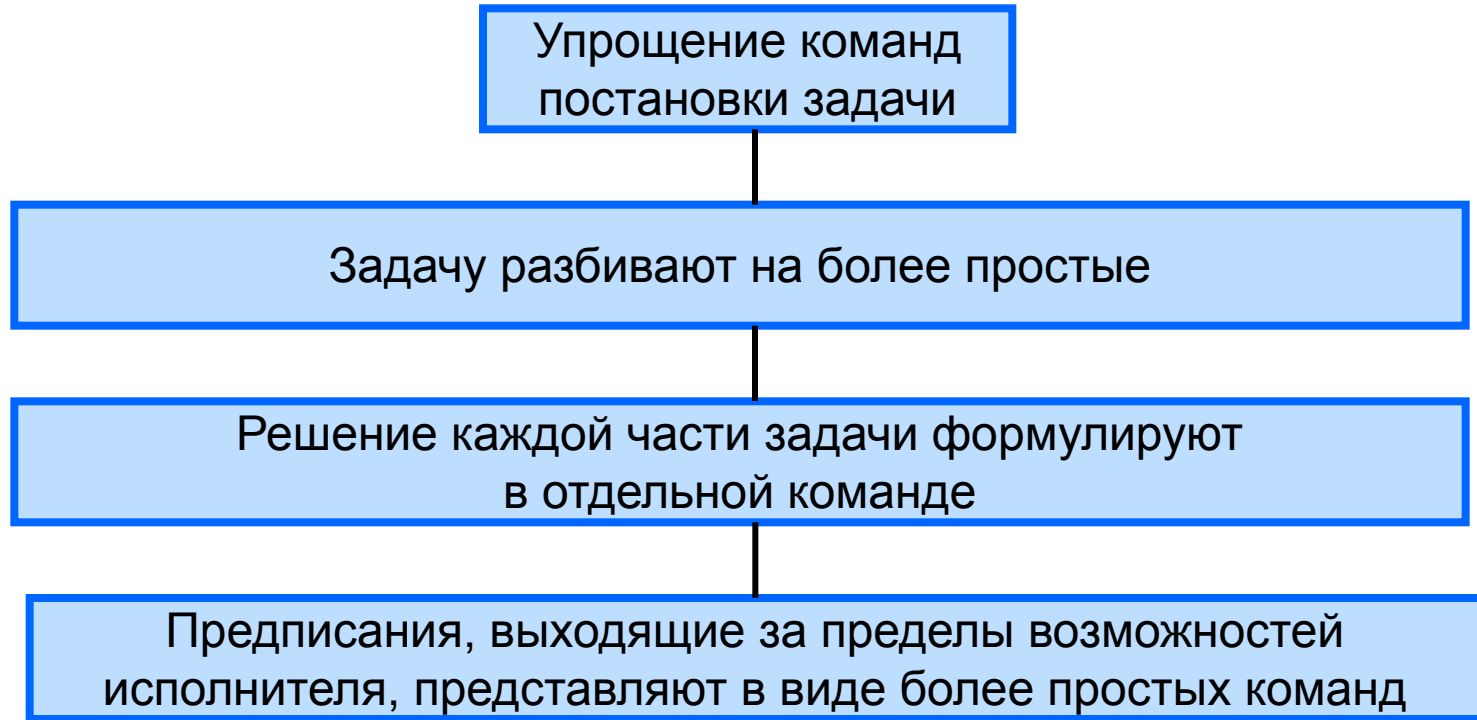 Упрощение команд
постановки задачи
Задачу разбивают на более простые
Решение каждой части задачи формулируют
в отдельной команде
Предписания, выходящие за пределы возможностей
исполнителя, представляют в виде более простых команд